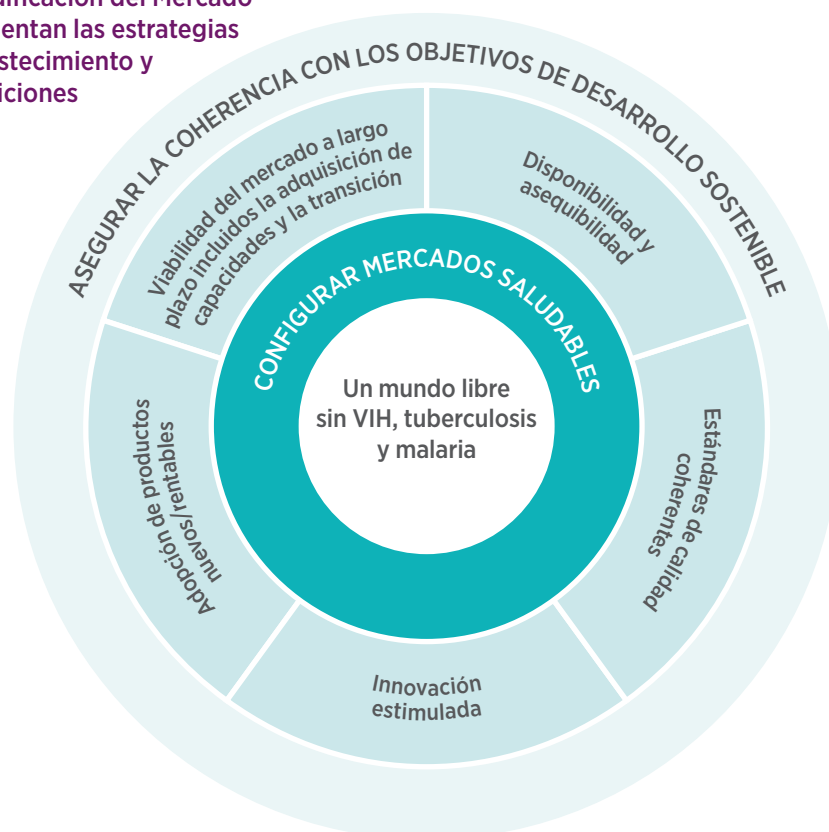 dificación del Mercado
entan las estrategias
stecimiento y
iciones
ASEGURAR LA COHERENCIA CON LOS OBJETIVOS DE DESARROLLO SOSTENIBLE
Viabilidad del mercado a largo
plazo incluidos la adquisición de
capacidades y la transición
Disponibilidad y
asequibilidad
CONFIGURAR MERCADOS SALUDABLES
Un mundo libre
sin VIH, tuberculosis
y malaria
Adopción de productos
nuevos/rentables
Estándares de calidad
coherentes
Innovación
estimulada